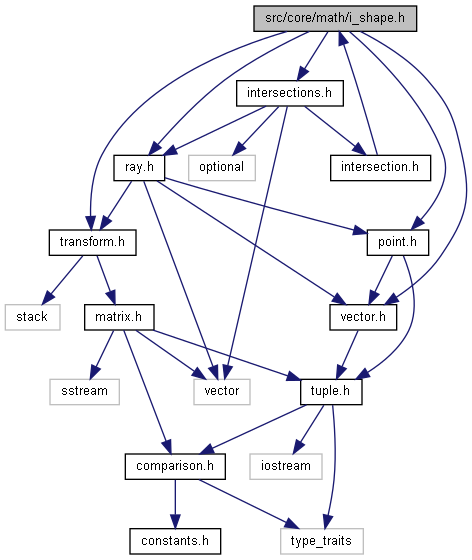 src/core/math/i_shape.h
intersections.h
ray.h
optional
intersection.h
transform.h
point.h
stack
matrix.h
vector.h
sstream
vector
tuple.h
comparison.h
iostream
constants.h
type_traits